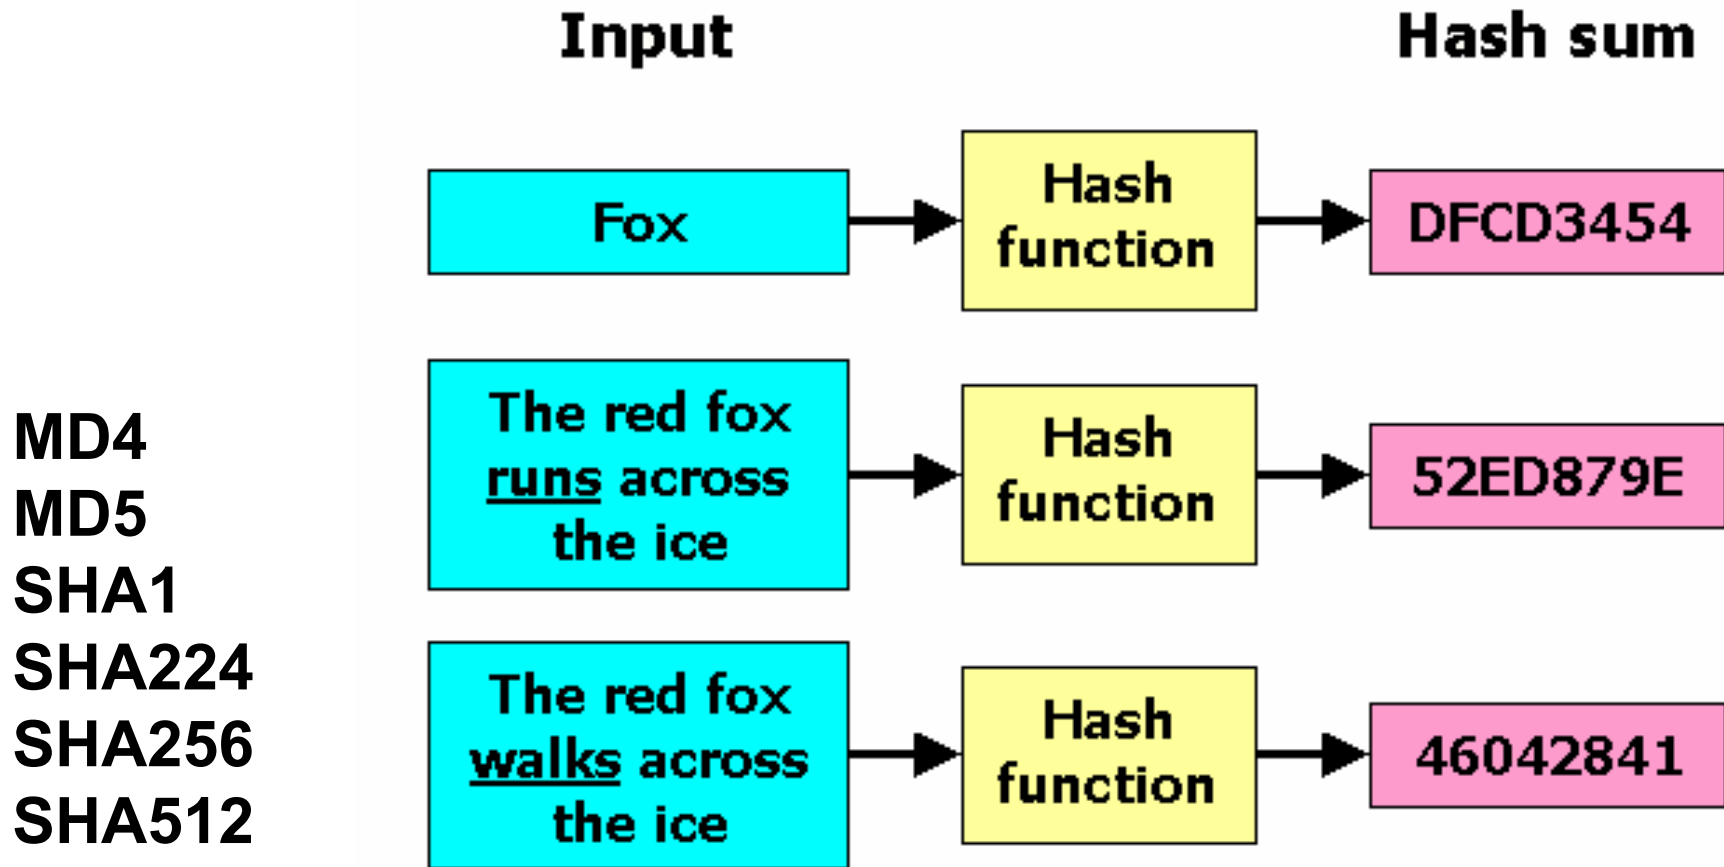 Input
Hash sum
Fox
Hash
function
DFCD3454
The red fox
runs across
the ice
Hash
function
52ED879E
The red fox
walks across
the ice
Hash
function
46042841
MD4
MD5
SHA1
SHA224
SHA256
SHA512